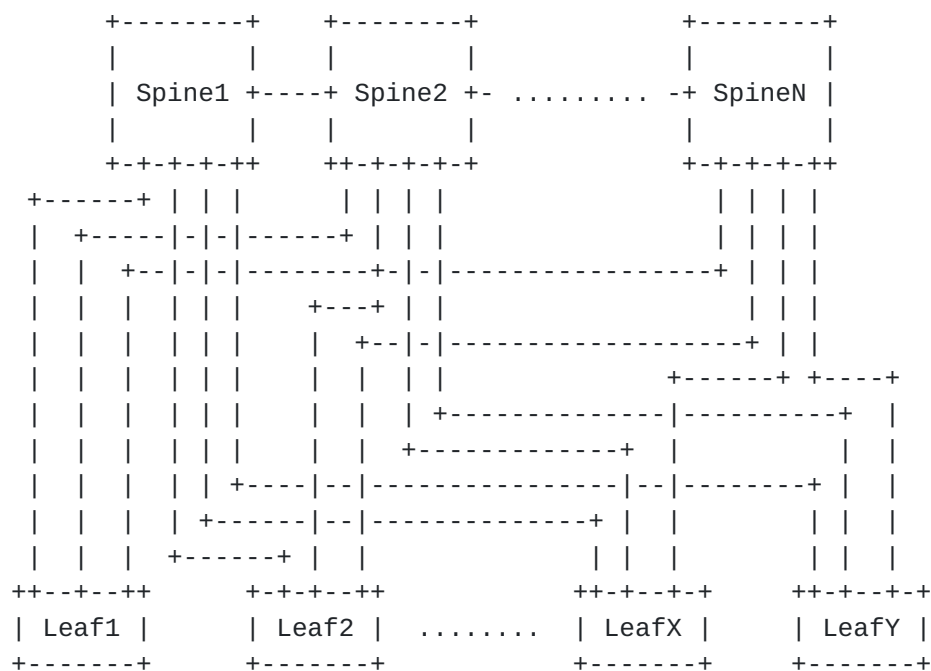 Spine1 Spine2 ......... SpineN
Leaf1 Leaf2 ........ LeafX LeafY